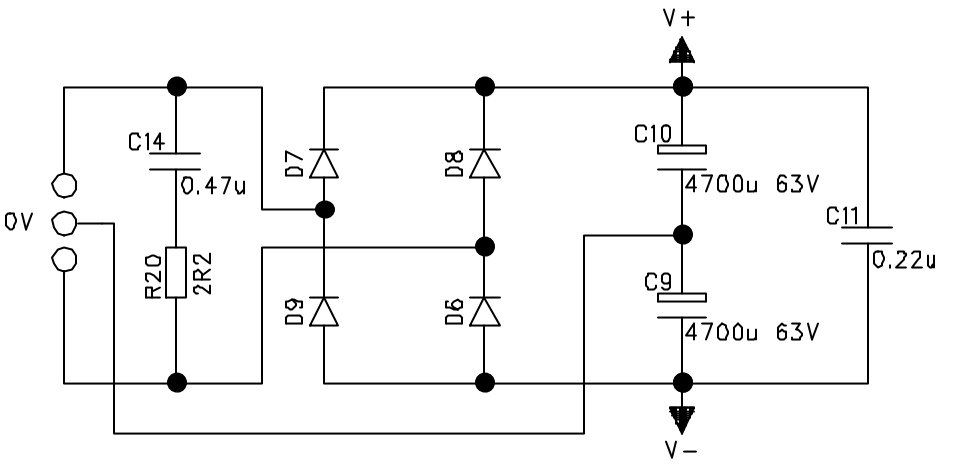 V+
C14
0.47u
D7
D8
C10
4700u 63V
0V
C11
0.22u
R20
2R2
D9
D6
C9
4700u 63V
V-